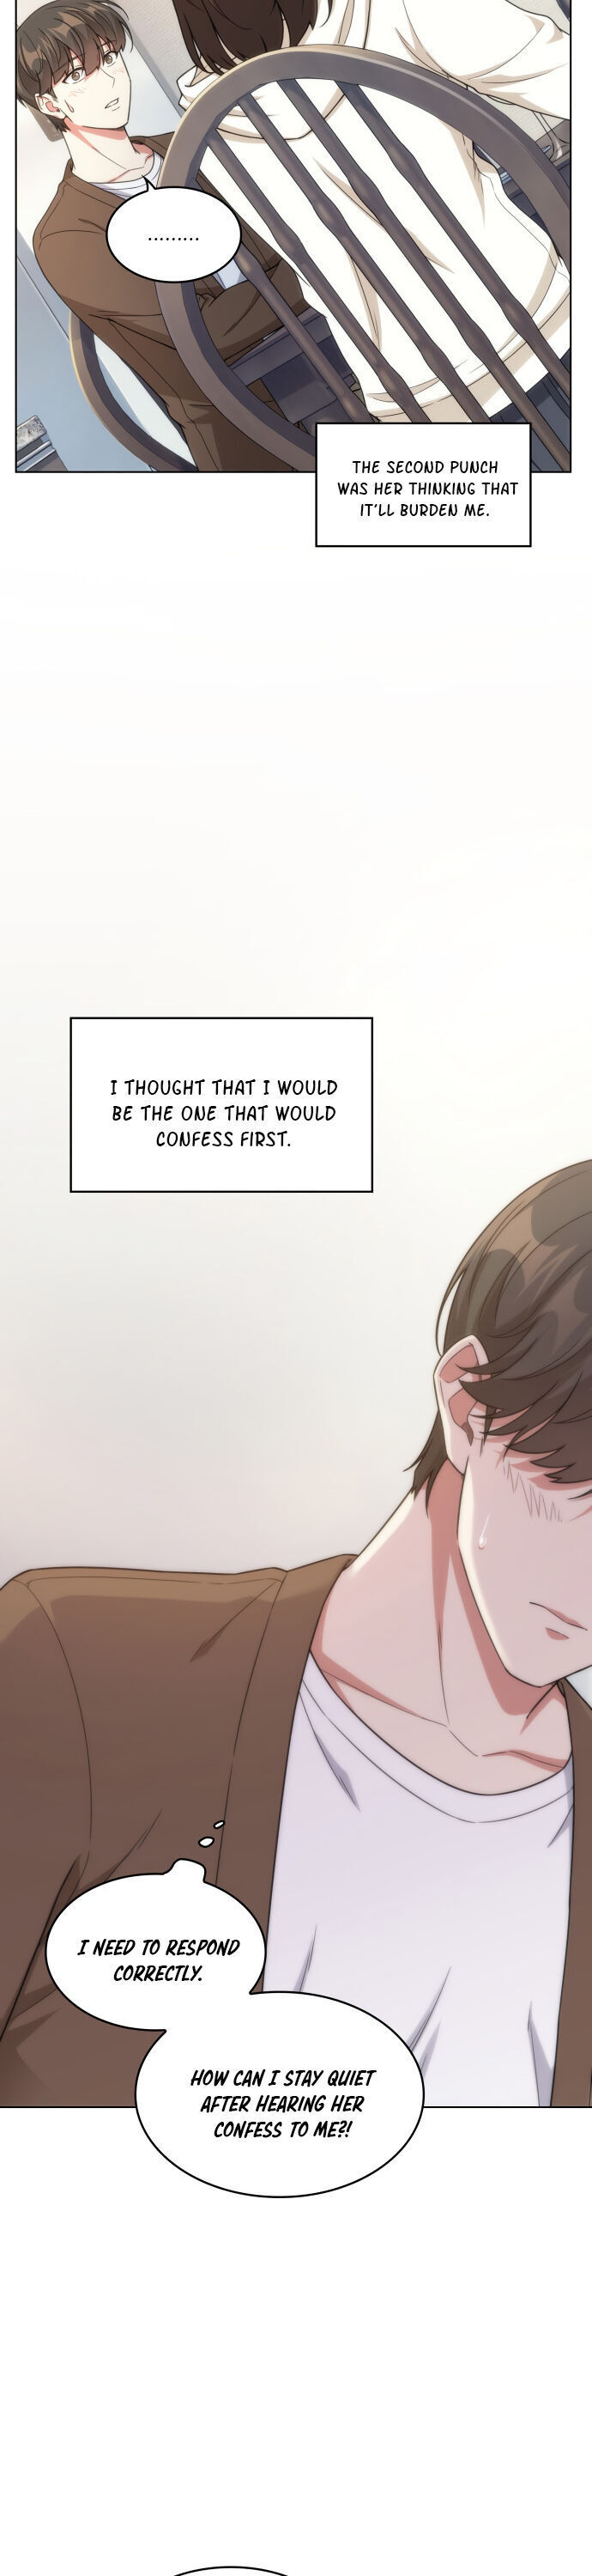 .........
THE SECOND PUNCH
WAS HER THINKING THAT
IT'LL BURDEN ME.
I THOUGHT THAT I WOULD
BE THE ONE THAT WOULD
CONFESS FIRST.
I NEED TO RESPOND
CORRECTLY.
HOW CAN I STAY QUIET
AFTER HEARING HER
CONFESS TO ME?!